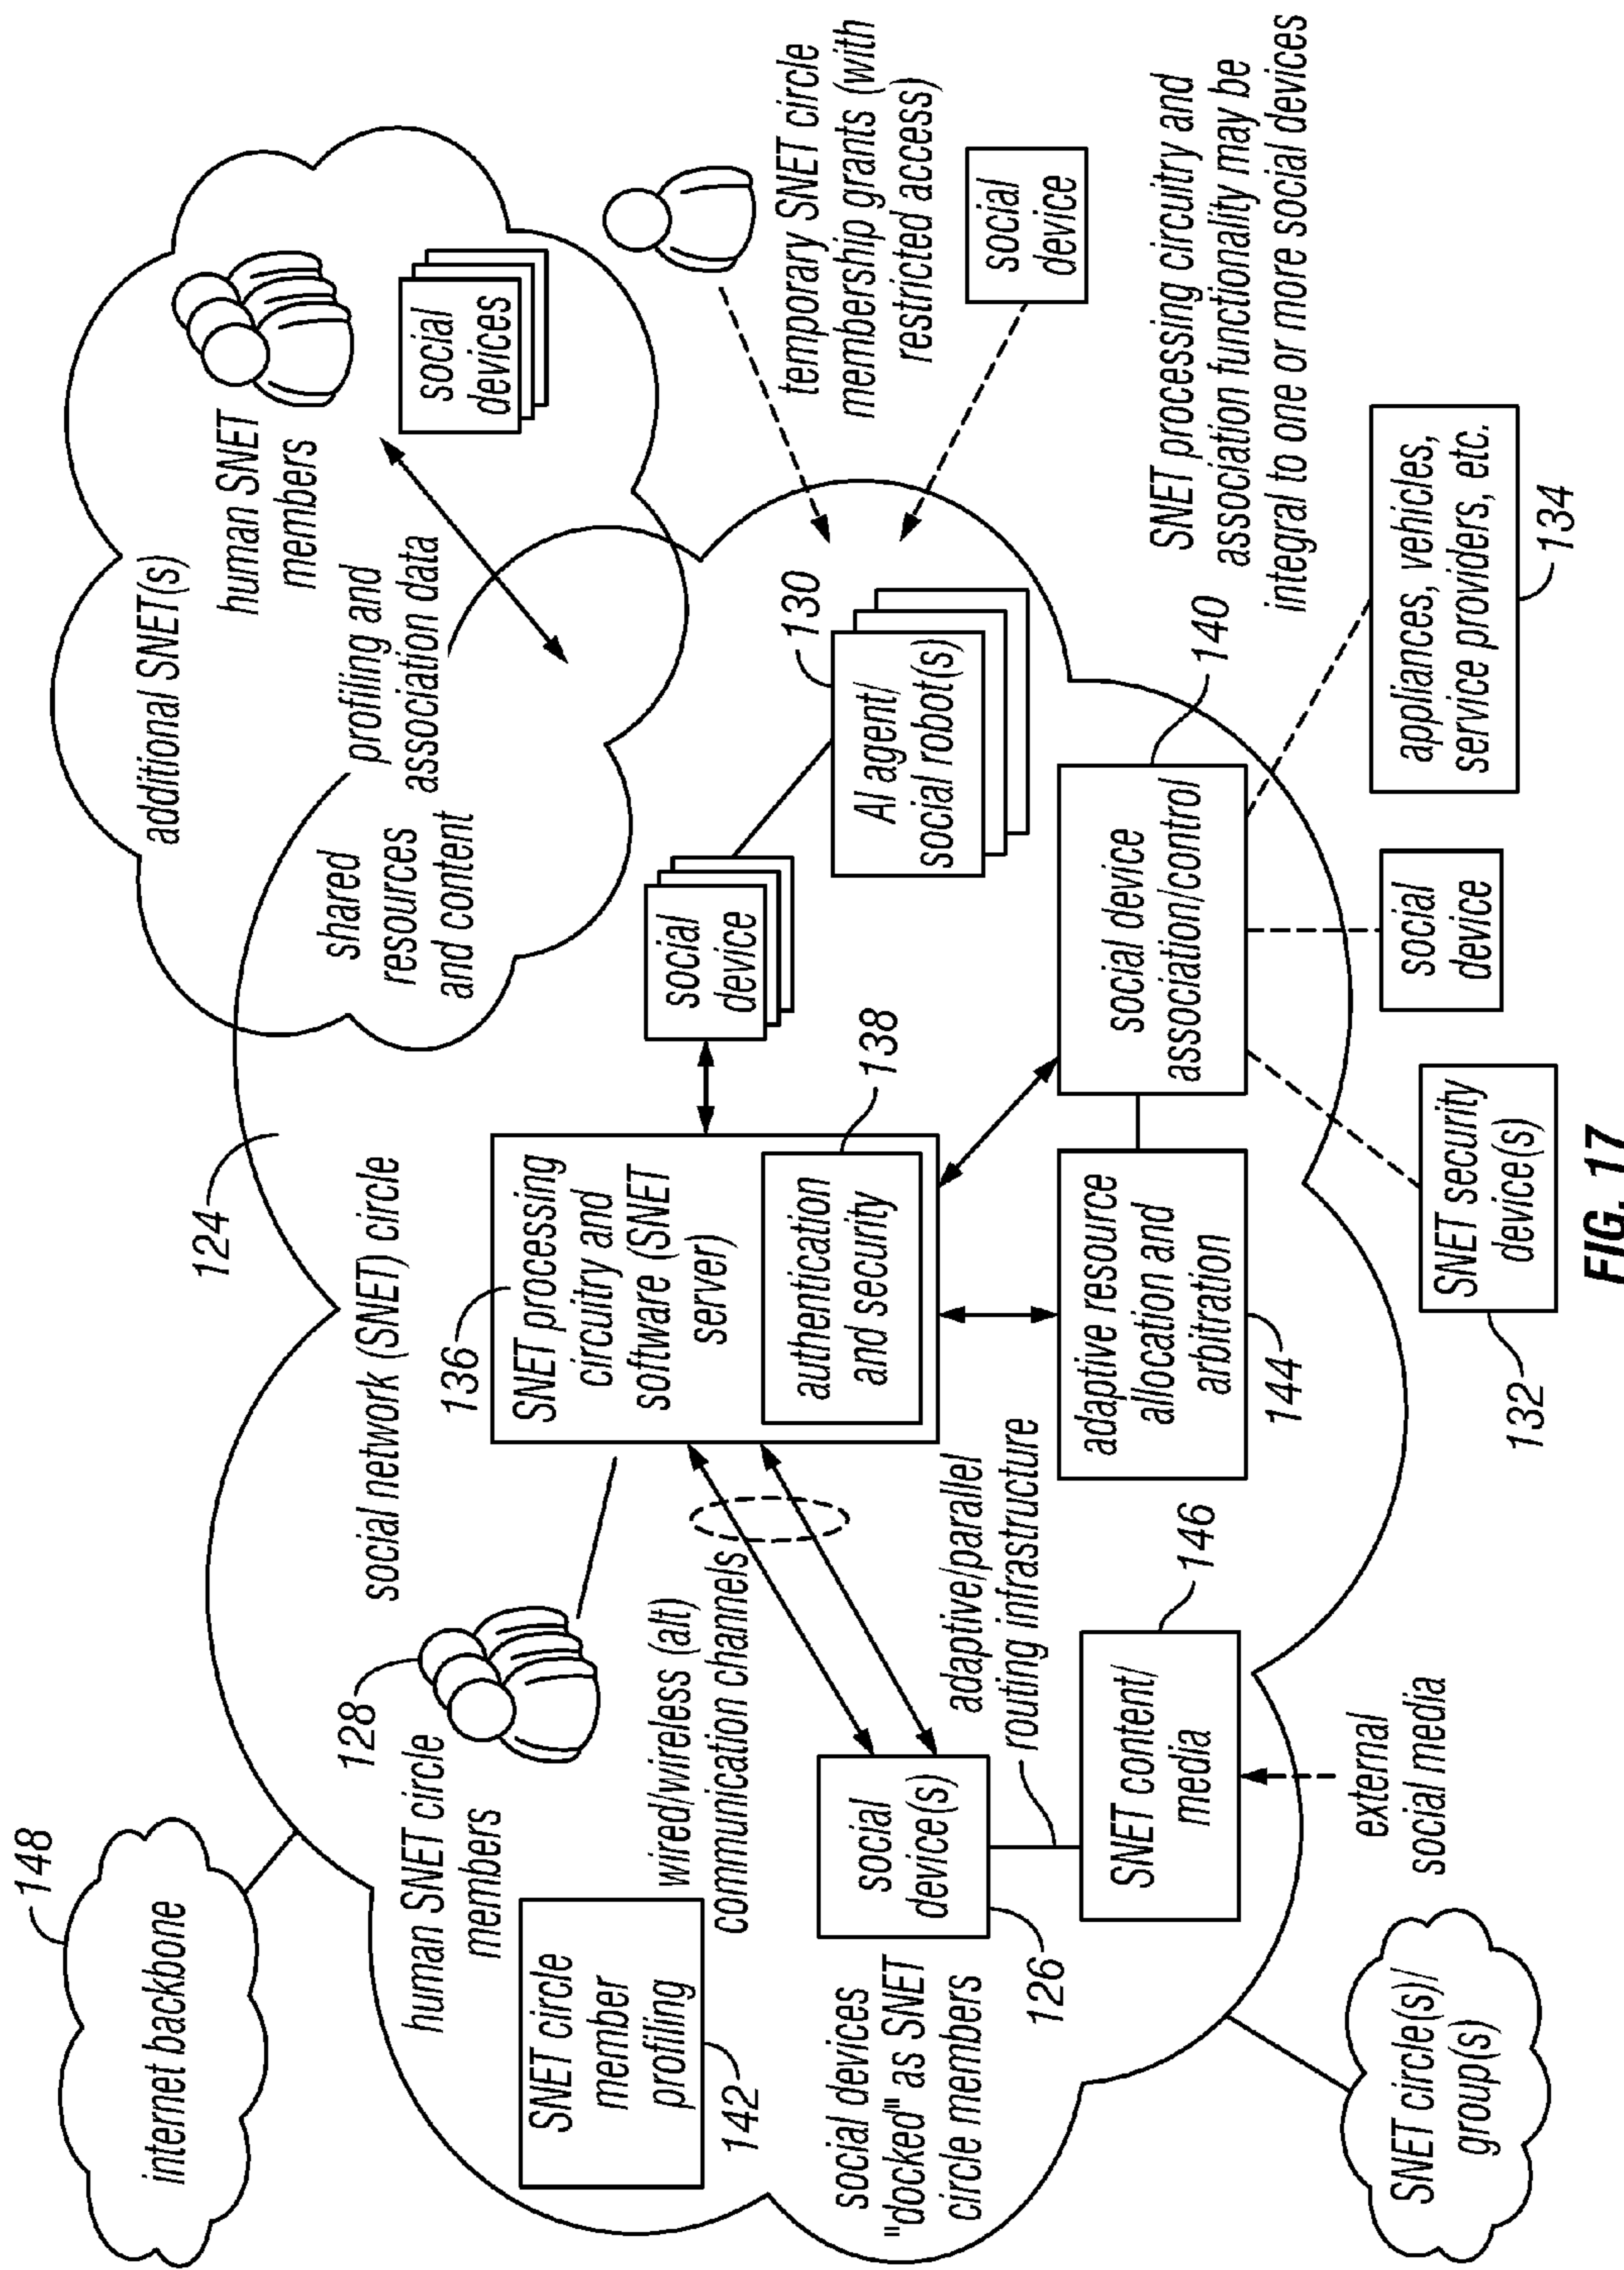 148
internet backbone
124
social network (SNET) circle
additional SNET(s)
human SNET
members
social
devices
profiling and
association data
shared
resources
and content
128
human SNET circle
members
SNET circle
member
profiling
142
136
SNET processing
circuitry and
software (SNET
server)
authentication
and security
138
wired/wireless (alt)
communication channels
social
device
130
AI agent/
social robot(s)
temporary SNET circle
membership grants (with
restricted access)
social
device
social devices
"docked" as SNET
circle members
social
device(s)
126
adaptive/parallel
routing infrastructure
adaptive resource
allocation and
arbitration
144
social device
association/control
140
SNET processing circuitry and
association functionality may be
integral to one or more social devices
SNET content/
media
146
external
social media
SNET circle(s)/
group(s)
SNET security
device(s)
132
social
device
appliances, vehicles,
service providers, etc.
134
FIG. 17